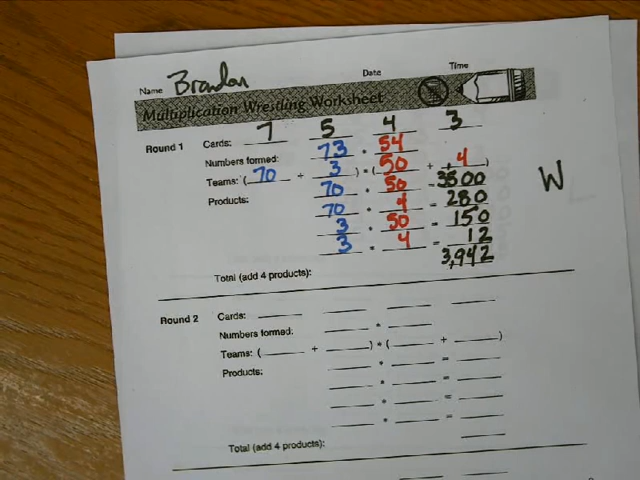 Name Brandon Date Time
Multiplication Wrestling Worksheet
Round 1 Cards: 7 5 4 3
Numbers formed: 73 * 54
Teams: ( 70 + 3 ) * ( 50 + 4 )
Products: 70 * 50 = 3500
70 * 4 = 280
3 * 50 = 150
3 * 4 = 12
3,942
Total (add 4 products):
W
Round 2 Cards:
Numbers formed: *
Teams: ( + ) * ( + )
Products: * =
* =
* =
* =
Total (add 4 products):